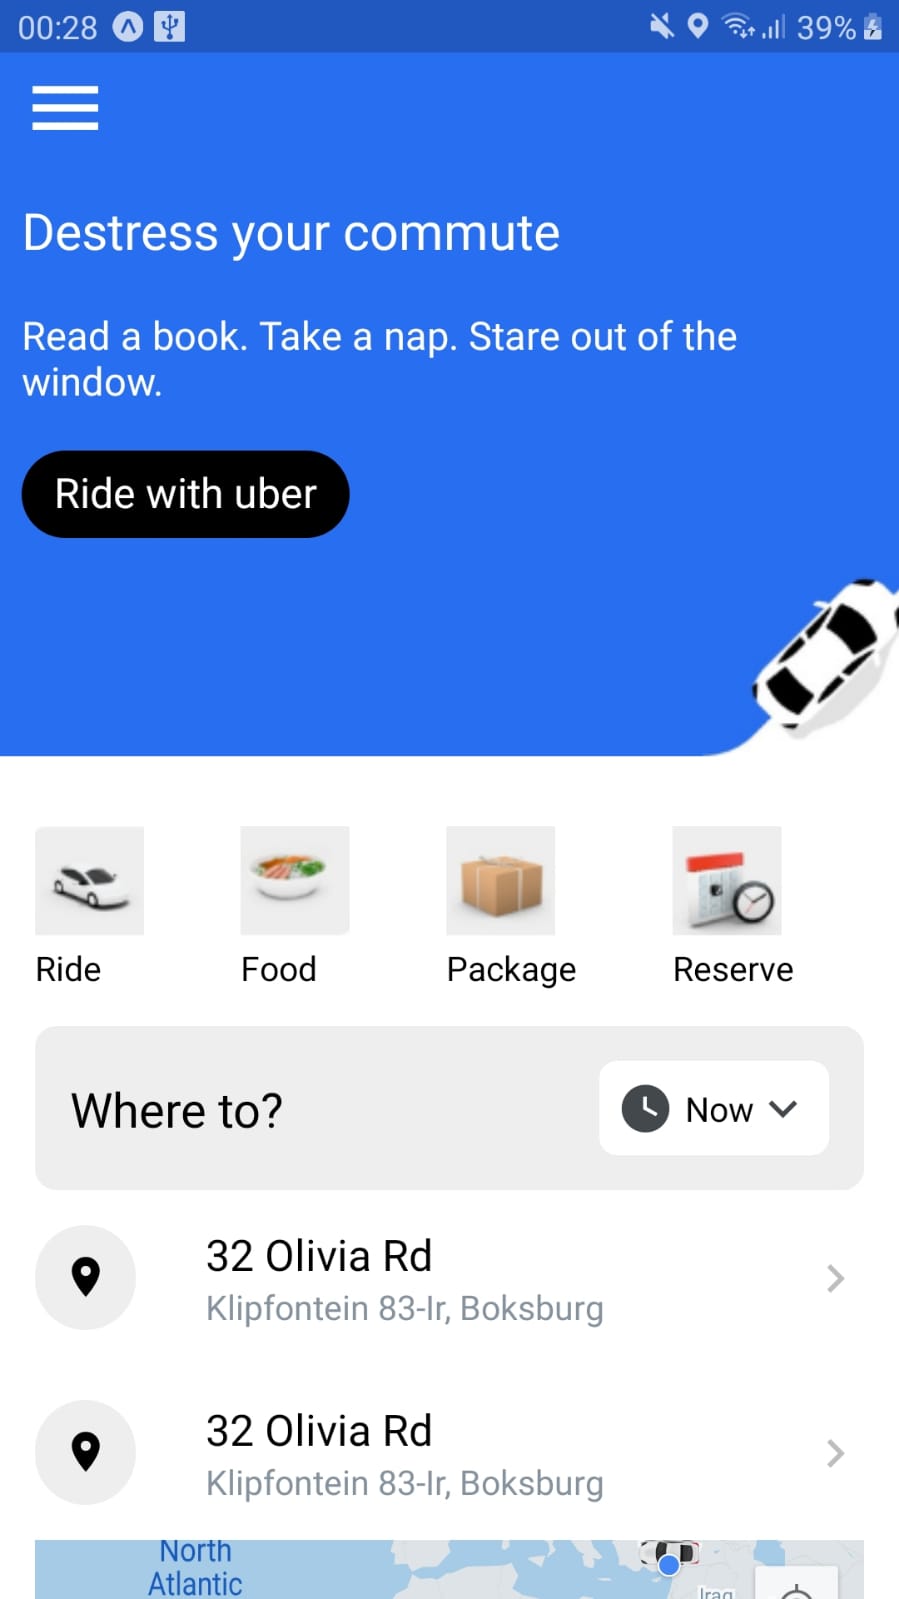 00:28 39%
Destress your commute
Read a book. Take a nap. Stare out of the
window.
Ride with uber
Ride Food Package Reserve
Where to? Now
32 Olivia Rd
Klipfontein 83-Ir, Boksburg
32 Olivia Rd
Klipfontein 83-Ir, Boksburg
North
Atlantic
Iraq